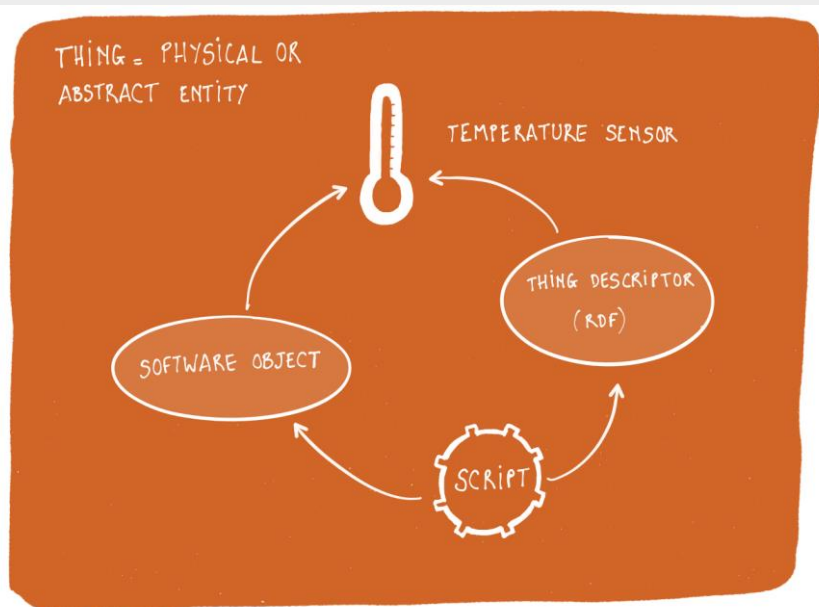 THING = PHYSICAL OR
ABSTRACT ENTITY
TEMPERATURE SENSOR
THING DESCRIPTOR
(RDF)
SOFTWARE OBJECT
SCRIPT